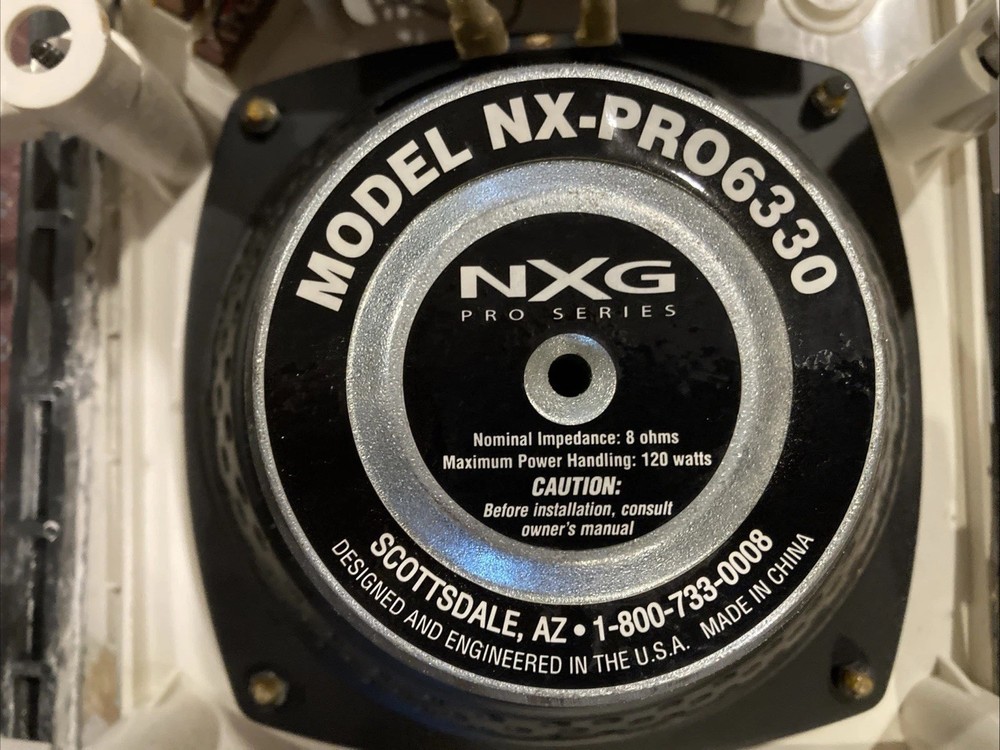 MODEL NX-PRO6330
NXG
PRO SERIES
Nominal Impedance: 8 ohms
Maximum Power Handling: 120 watts
CAUTION:
Before installation, consult
owner's manual
SCOTTSDALE, AZ • 1-800-733-0008
DESIGNED AND ENGINEERED IN THE U.S.A. MADE IN CHINA